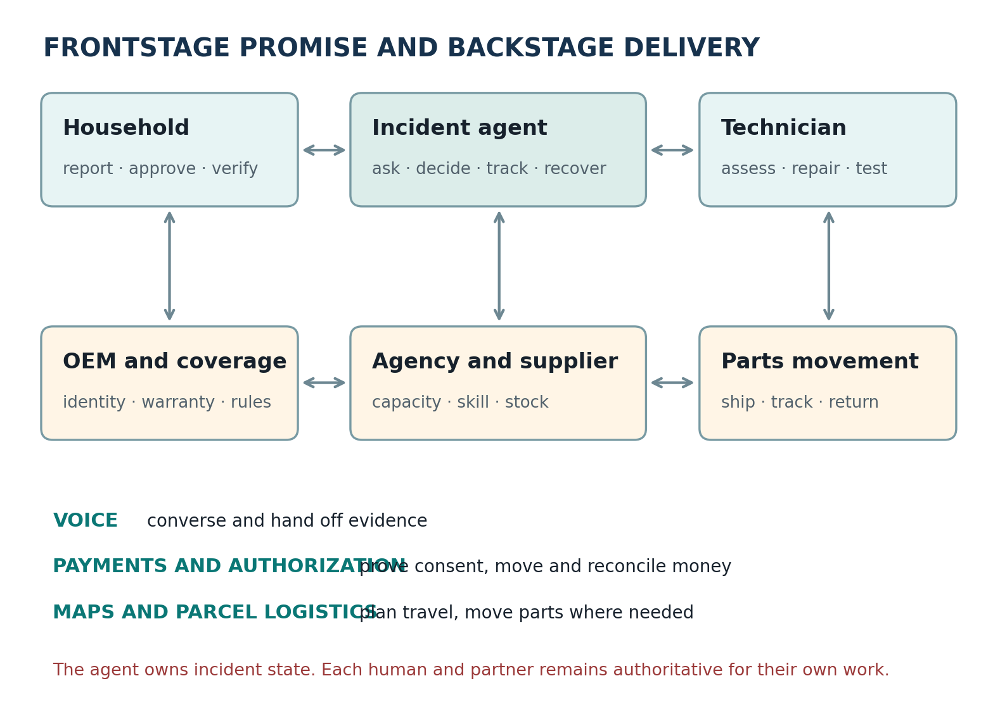 FRONTSTAGE PROMISE AND BACKSTAGE DELIVERY
Household
report · approve · verify
Incident agent
ask · decide · track · recover
Technician
assess · repair · test
OEM and coverage
identity · warranty · rules
Agency and supplier
capacity · skill · stock
Parts movement
ship · track · return
VOICE converse and hand off evidence
PAYMENTS AND AUTHORIZATION prove consent, move and reconcile money
MAPS AND PARCEL LOGISTICS plan travel, move parts where needed
The agent owns incident state. Each human and partner remains authoritative for their own work.